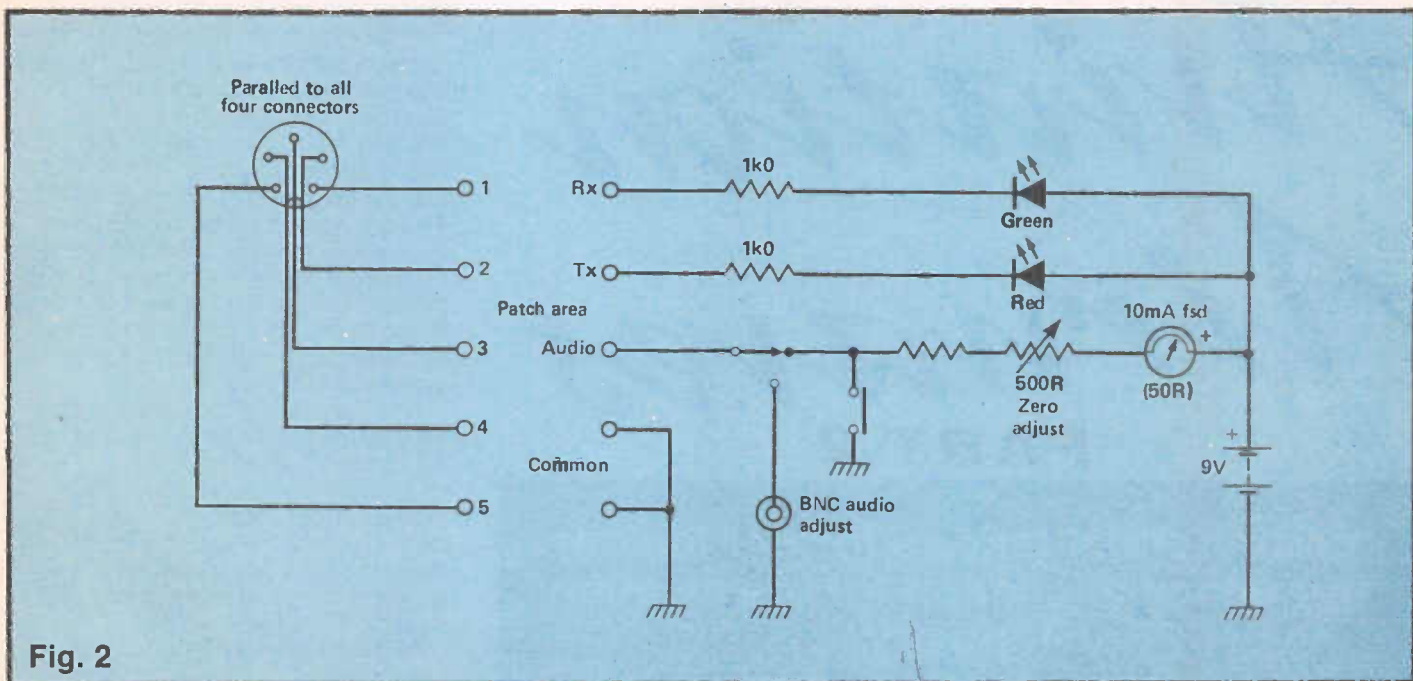 Paralled to all
four connectors
1
Rx
1k0
Green
2
Tx
1k0
Red
Patch area
10mA fsd
3
Audio
+
500R
Zero
adjust
(50R)
4
Common
+
9V
5
BNC audio
adjust
Fig. 2